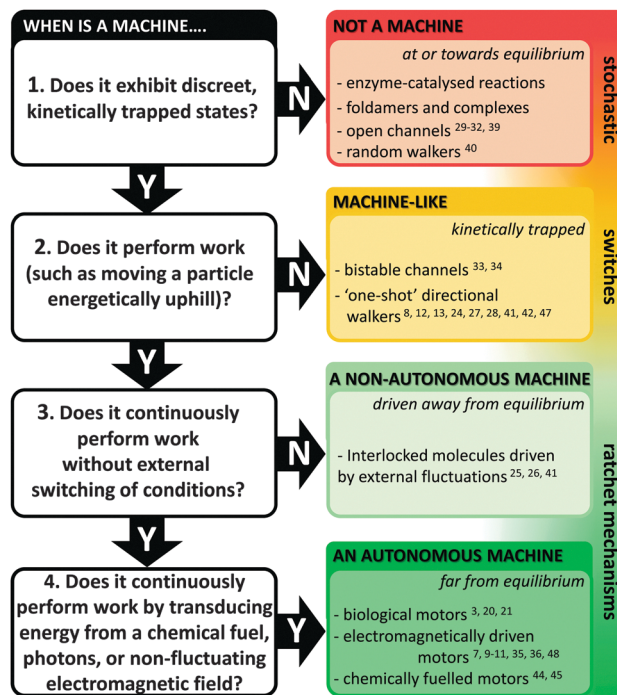 WHEN IS A MACHINE....
1. Does it exhibit discreet,
kinetically trapped states?
N
NOT A MACHINE
at or towards equilibrium
- enzyme-catalysed reactions
- foldamers and complexes
- open channels 29-32, 39
- random walkers 40
stochastic
Y
2. Does it perform work
(such as moving a particle
energetically uphill)?
N
MACHINE-LIKE
kinetically trapped
- bistable channels 33, 34
- ‘one-shot’ directional
walkers 8, 12, 13, 24, 27, 28, 41, 42, 47
switches
Y
3. Does it continuously
perform work
without external
switching of conditions?
N
A NON-AUTONOMOUS MACHINE
driven away from equilibrium
- Interlocked molecules driven
by external fluctuations 25, 26, 41
ratchet mechanisms
Y
4. Does it continuously
perform work by transducing
energy from a chemical fuel,
photons, or non-fluctuating
electromagnetic field?
Y
AN AUTONOMOUS MACHINE
far from equilibrium
- biological motors 3, 20, 21
- electromagnetically driven
motors 7, 9-11, 35, 36, 48
- chemically fuelled motors 44, 45